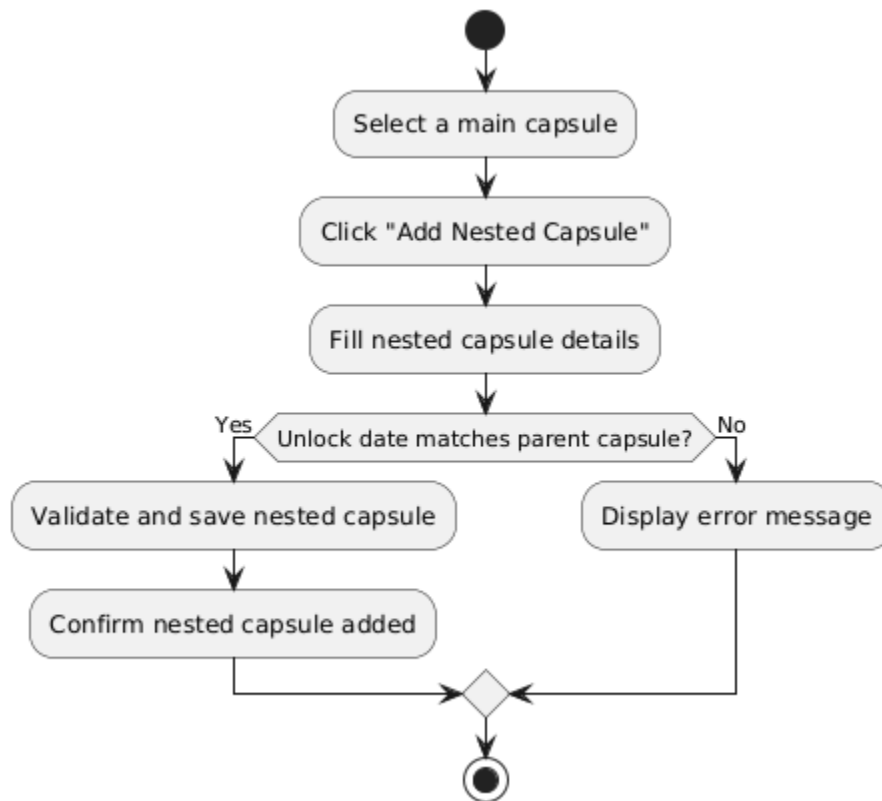 Select a main capsule
Click "Add Nested Capsule"
Fill nested capsule details
Yes
Unlock date matches parent capsule?
No
Validate and save nested capsule
Display error message
Confirm nested capsule added